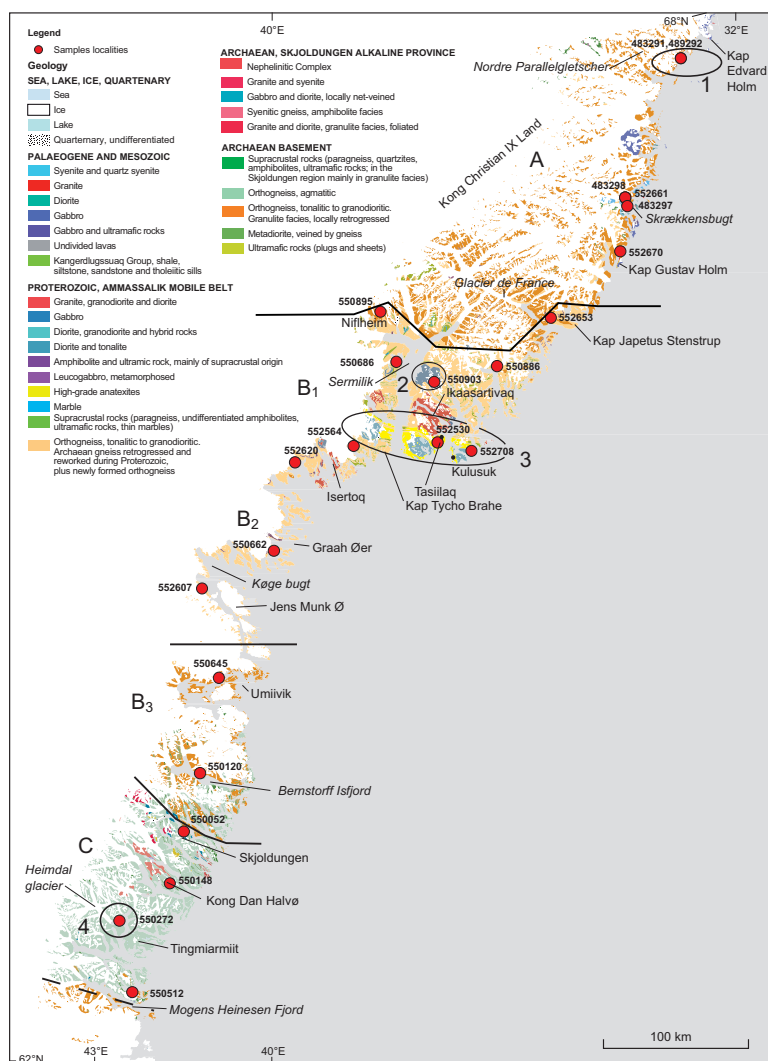 40°N
68°N
32°N
Legend
Samples localities
Geology
SEA, LAKE, ICE, QUARTENARY
Sea
Ice
Lake
Quarternary, undifferentiated
PALAEOGENE AND MESOZOIC
Syenite and quartz syenite
Granite
Diorite
Gabbro
Gabbro and ultramafic rocks
Undivided lavas
Kangerdlugssuaq Group, shale,
siltstone, sandstone and tholeiitic sills
PROTEROZOIC, AMMASSALIK MOBILE BELT
Granite, granodiorite and diorite
Gabbro
Diorite, granodiorite and hybrid rocks
Diorite and tonalite
Amphibolite and ultramic rock, mainly of supracrustal origin
Leucogabbro, metamorphosed
High-grade anatexites
Marble
Supracrustal rocks (paragneiss, undifferentiated amphibolites,
ultramafic rocks, thin marbles)
Orthogneiss, tonalitic to granodioritic.
Archaean gneiss retrogressed and
reworked during Proterozoic,
plus newly formed orthogneiss
ARCHAEAN, SKJOLDUNGEN ALKALINE PROVINCE
Nephelinitic Complex
Granite and syenite
Gabbro and diorite, locally net-veined
Syenitic gneiss, amphibolite facies
Granite and diorite, granulite facies, foliated
ARCHAEAN BASEMENT
Supracrustal rocks (paragneiss, quartzites,
amphibolites, ultramafic rocks; in the
Skjoldungen region mainly in granulite facies)
Orthogneiss, agmatitic
Orthogneiss, tonalitic to granodioritic.
Granulite facies, locally retrogressed
Metadiorite, veined by gneiss
Ultramafic rocks (plugs and sheets)
483291,489292
Nordre Parallelgletscher
Kap
Edvard
Holm
1
A
Kong Christian IX Land
483298
552661
483297
Skrækkensbugt
552670
Kap Gustav Holm
Glacier de France
550895
Niflheim
552653
Kap Japetus Stenstrup
550686
550886
Sermilik
2
550903
Ikaasartivaq
B1
552564
552530
552620
552708
3
Kulusuk
Isertoq
Tasiilaq
Kap Tycho Brahe
B2
550662
Graah Øer
Køge bugt
552607
Jens Munk Ø
550645
Umiivik
B3
550120
Bernstorff Isfjord
550052
C
Skjoldungen
Heimdal
glacier
550148
Kong Dan Halvø
4
550272
Tingmiarmiit
550512
Mogens Heinesen Fjord
100 km
62°N
43°N
40°N